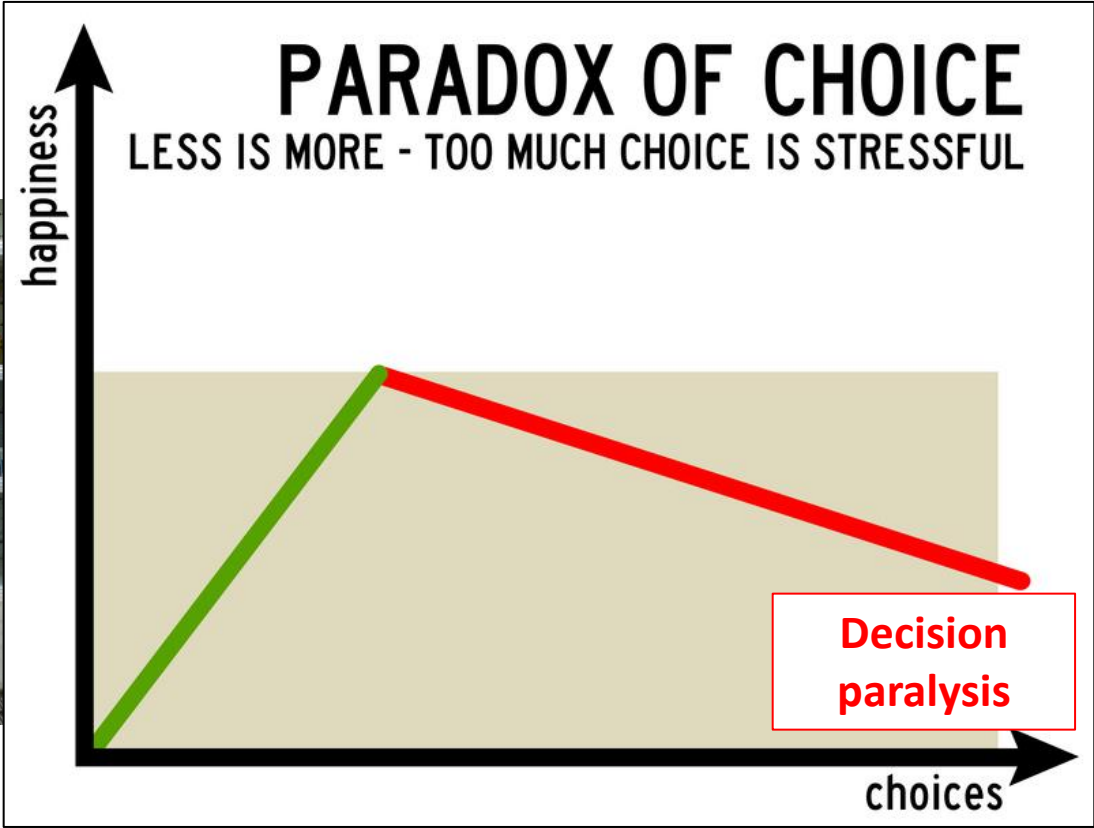 PARADOX OF CHOICE
LESS IS MORE - TOO MUCH CHOICE IS STRESSFUL
happiness
Decision
paralysis
choices